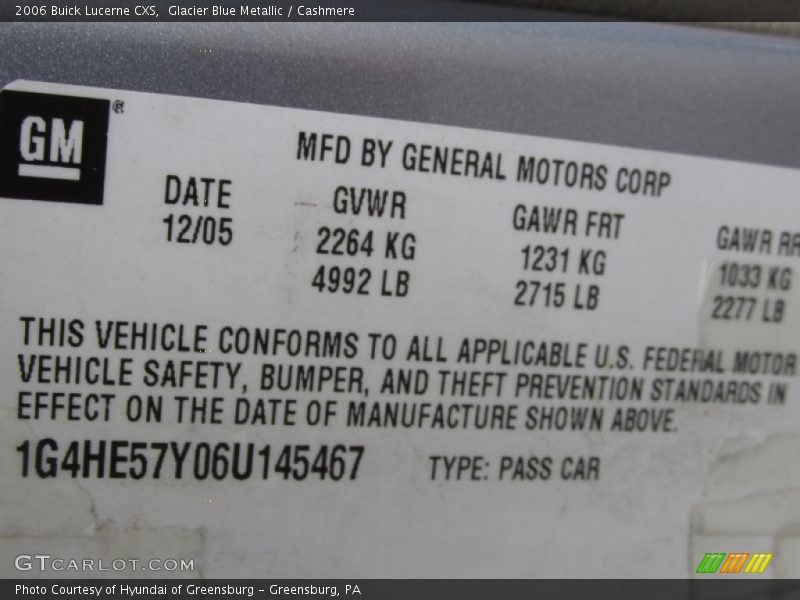 2006 Buick Lucerne CXS,  Glacier Blue Metallic / Cashmere
GM ®
MFD BY GENERAL MOTORS CORP
DATE GVWR GAWR FRT GAWR RR
12/05 2264 KG 1231 KG 1033 KG
4992 LB 2715 LB 2277 LB
THIS VEHICLE CONFORMS TO ALL APPLICABLE U.S. FEDERAL MOTOR
VEHICLE SAFETY, BUMPER, AND THEFT PREVENTION STANDARDS IN
EFFECT ON THE DATE OF MANUFACTURE SHOWN ABOVE.
1G4HE57Y06U145467 TYPE: PASS CAR
GTCARLOT.COM
Photo Courtesy of Hyundai of Greensburg - Greensburg, PA